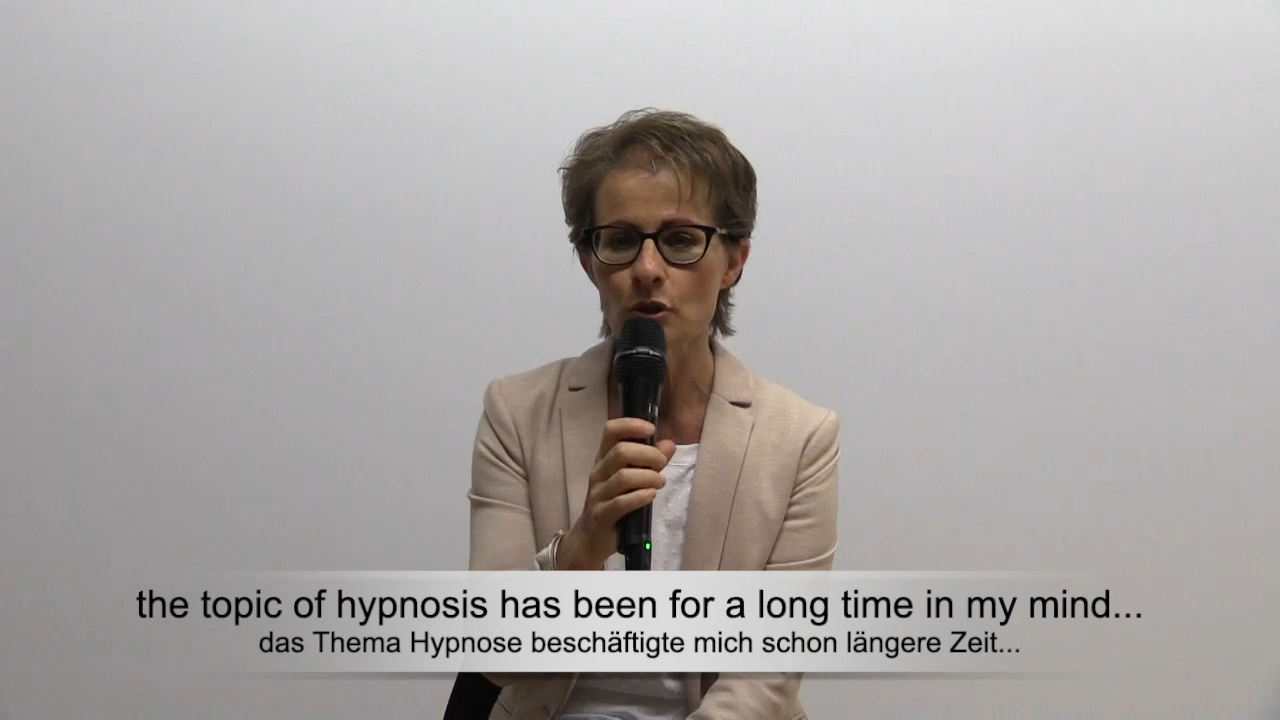 the topic of hypnosis has been for a long time in my mind...
das Thema Hypnose beschäftigte mich schon längere Zeit...